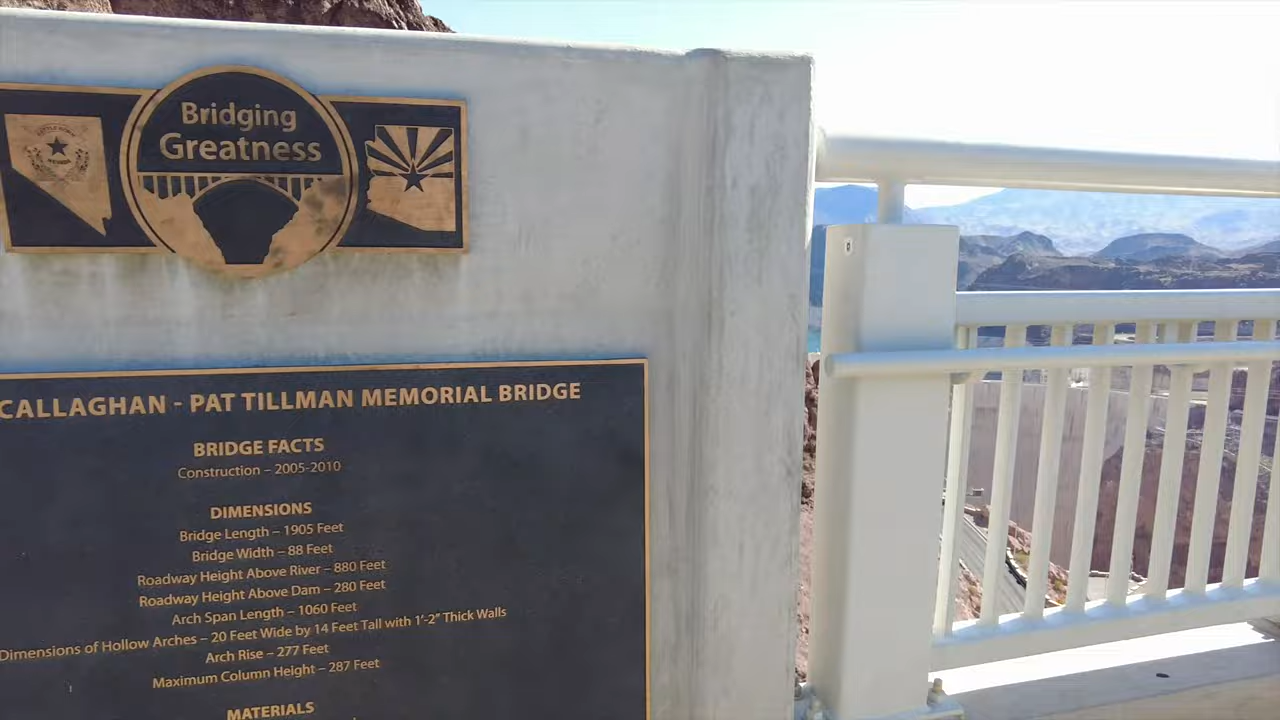 Bridging
Greatness
NEVADA
CALLAGHAN - PAT TILLMAN MEMORIAL BRIDGE
BRIDGE FACTS
Construction – 2005-2010
DIMENSIONS
Bridge Length – 1905 Feet
Bridge Width – 88 Feet
Roadway Height Above River – 880 Feet
Roadway Height Above Dam – 280 Feet
Arch Span Length – 1060 Feet
Dimensions of Hollow Arches – 20 Feet Wide by 14 Feet Tall with 1'-2" Thick Walls
Arch Rise – 277 Feet
Maximum Column Height – 287 Feet
MATERIALS